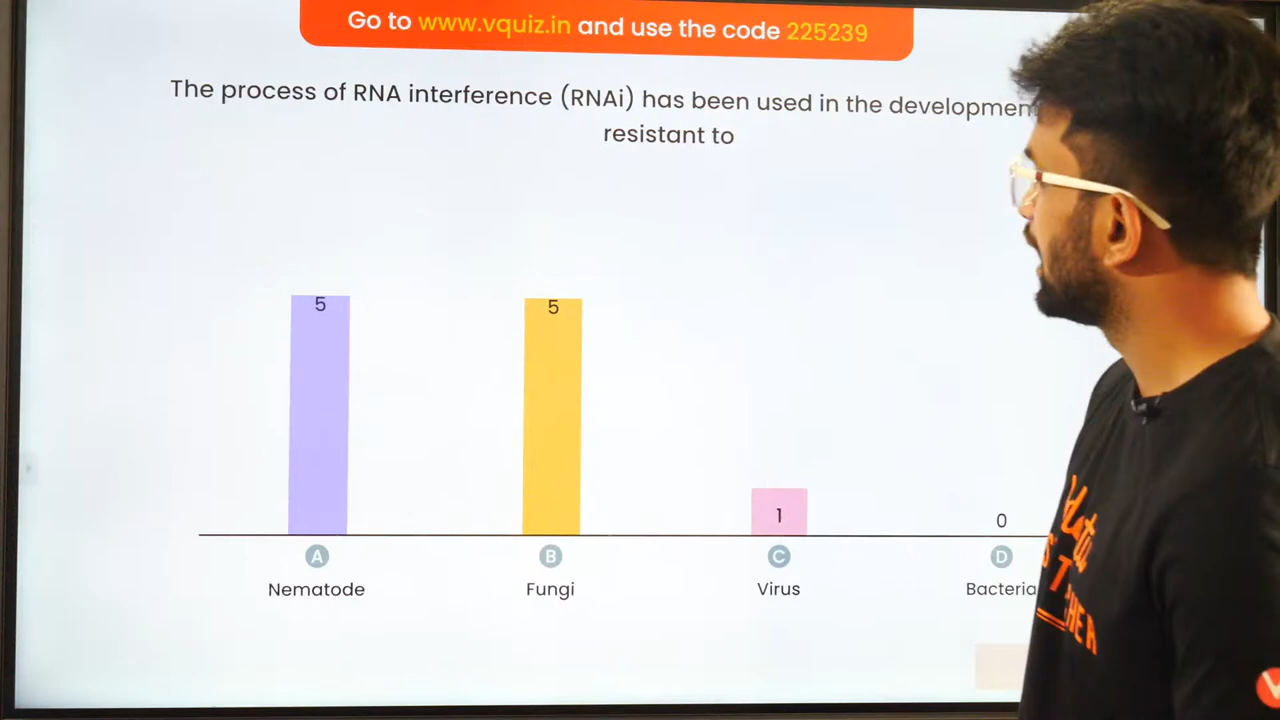 Go to www.vquiz.in and use the code 225239
The process of RNA interference (RNAi) has been used in the developmen
resistant to
5
5
1
0
A
B
C
D
Nematode
Fungi
Virus
Bacteria
V